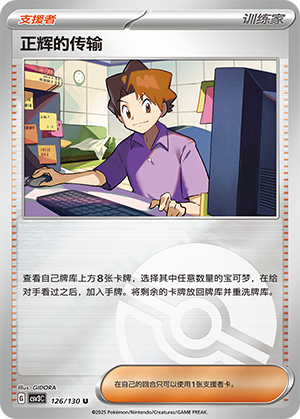 支援者
训练家
正辉的传输
查看自己牌库上方8张卡牌，选择其中任意数量的宝可梦，在给
对手看过之后，加入手牌。将剩余的卡牌放回牌库并重洗牌库。
Illus. GIDORA
G CSV3C 126/130 U
在自己的回合只可以使用1张支援者卡。
©2025 Pokémon/Nintendo/Creatures/GAME FREAK.